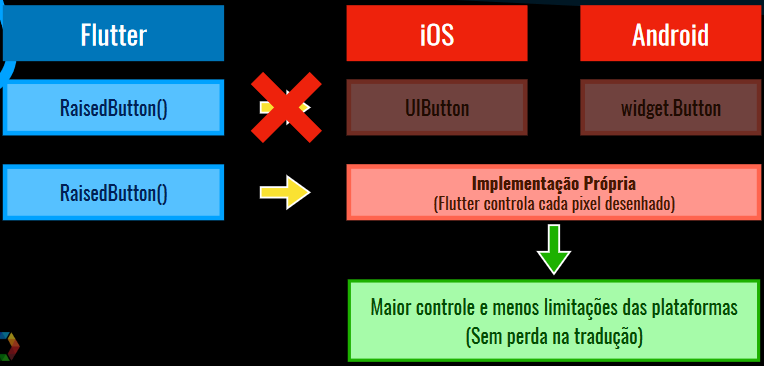 Flutter
iOS
Android
RaisedButton()
UIButton
widget.Button
RaisedButton()
Implementação Própria
(Flutter controla cada pixel desenhado)
Maior controle e menos limitações das plataformas
(Sem perda na tradução)